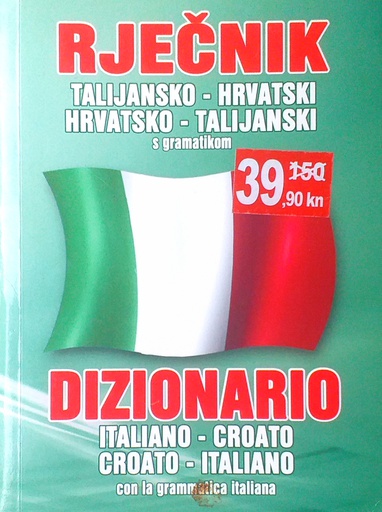 RJEČNIK
TALIJANSKO - HRVATSKI
HRVATSKO - TALIJANSKI
s gramatikom
150
39,90 kn
DIZIONARIO
ITALIANO - CROATO
CROATO - ITALIANO
con la grammatica italiana